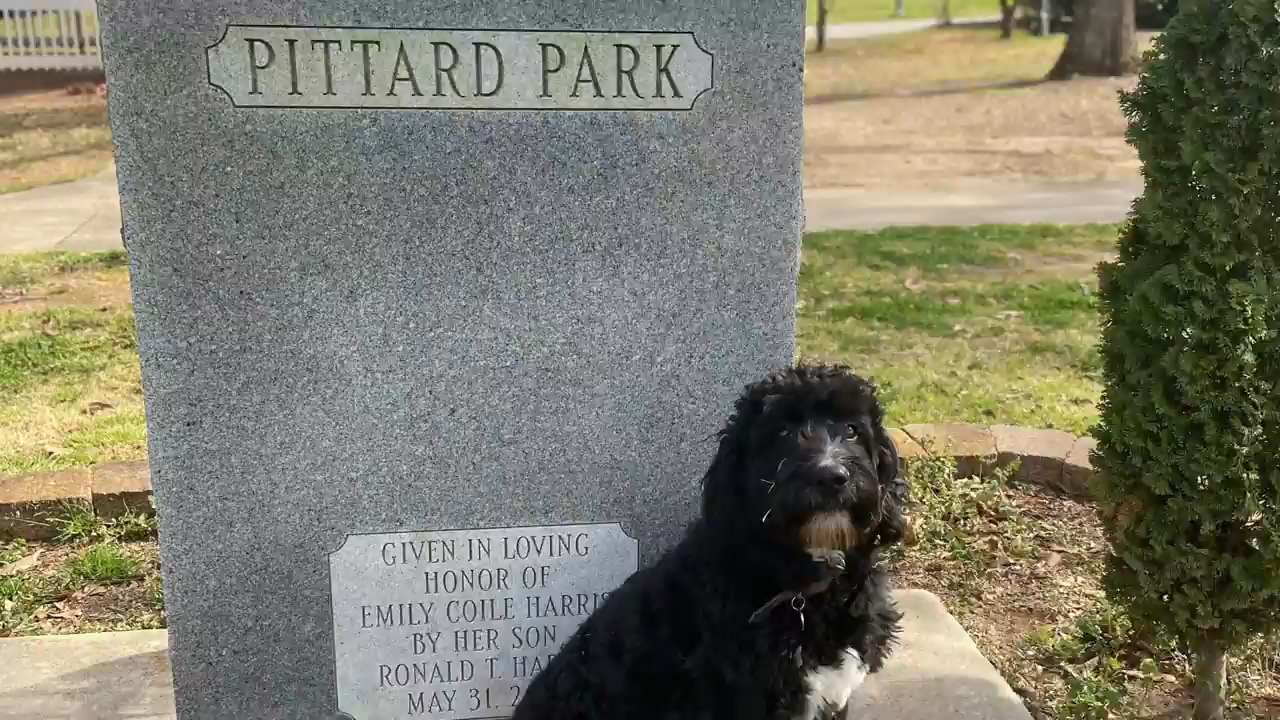 PITTARD PARK
GIVEN IN LOVING
HONOR OF
EMILY COILE HARRIS
BY HER SON
RONALD T.
MAY 31,